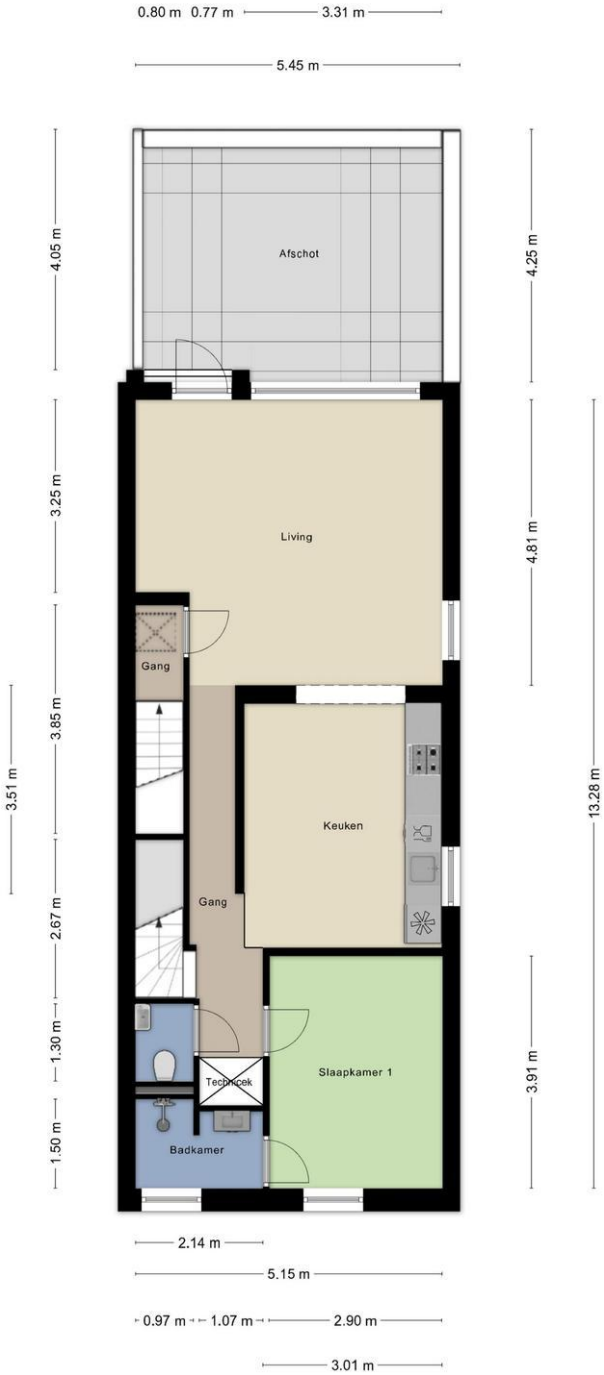 0.80 m 0.77 m 3.31 m
5.45 m
4.05 m
4.25 m
Afschot
3.25 m
4.81 m
Living
Gang
3.85 m
3.51 m
13.28 m
Keuken
Gang
2.67 m
1.30 m
3.91 m
Slaapkamer 1
Techniek
1.50 m
Badkamer
2.14 m
5.15 m
0.97 m 1.07 m 2.90 m
3.01 m